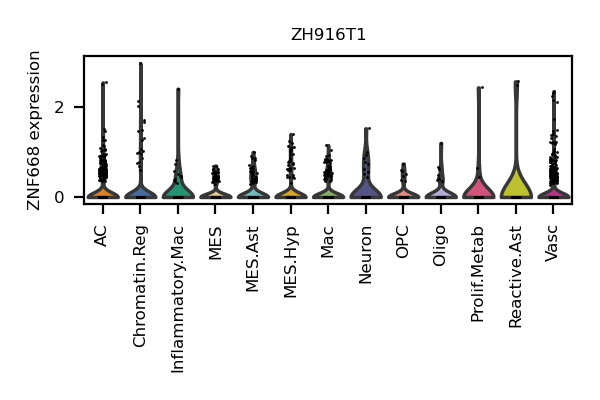 ZH916T1
ZNF668 expression
2
0
AC
Chromatin.Reg
Inflammatory.Mac
MES
MES.Ast
MES.Hyp
Mac
Neuron
OPC
Oligo
Prolif.Metab
Reactive.Ast
Vasc